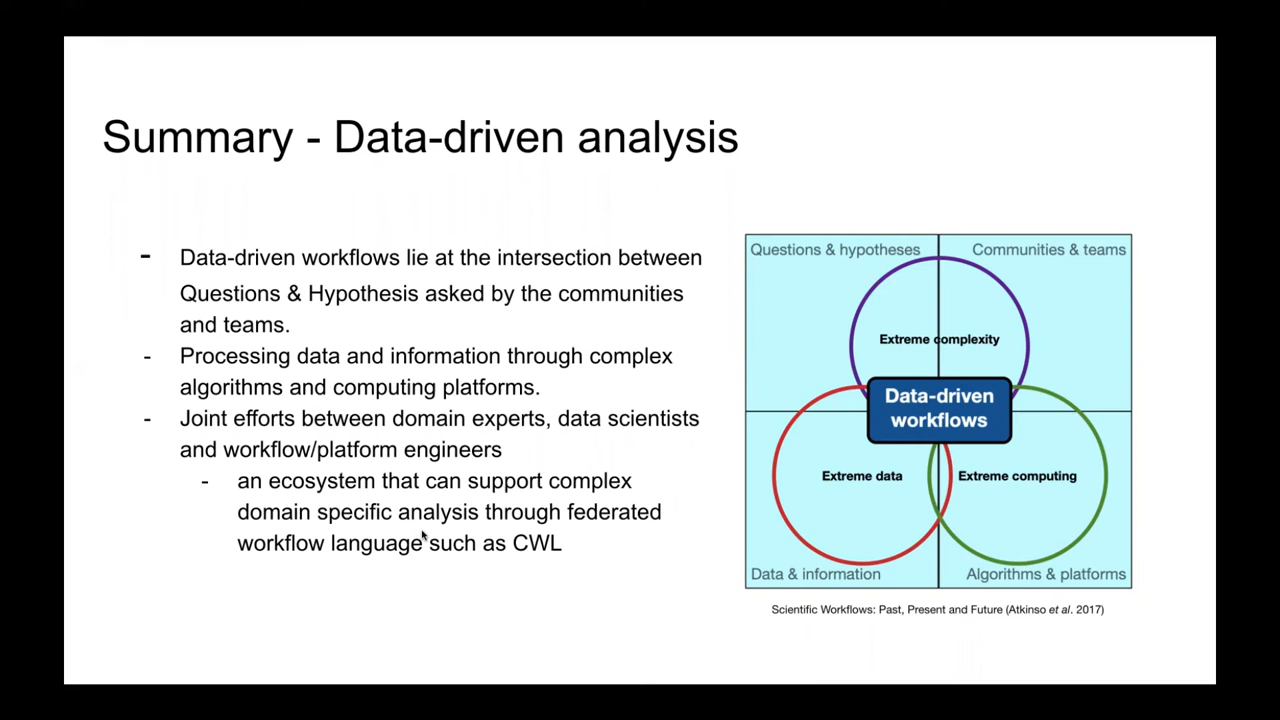 Summary - Data-driven analysis
- Data-driven workflows lie at the intersection between
Questions & Hypothesis asked by the communities
and teams.
- Processing data and information through complex
algorithms and computing platforms.
- Joint efforts between domain experts, data scientists
and workflow/platform engineers
- an ecosystem that can support complex
domain specific analysis through federated
workflow language such as CWL
Questions & hypotheses
Communities & teams
Extreme complexity
Data-driven
workflows
Extreme data
Extreme computing
Data & information
Algorithms & platforms
Scientific Workflows: Past, Present and Future (Atkinso et al. 2017)